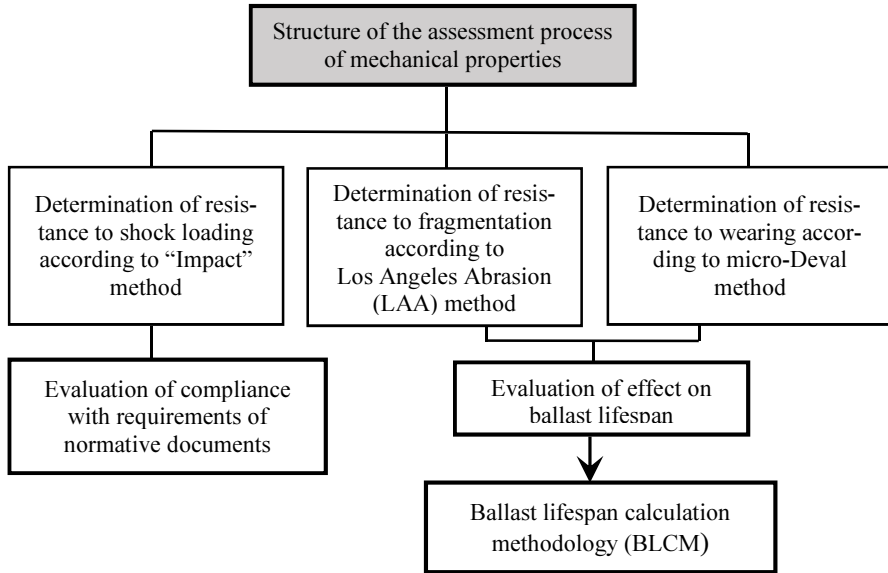 Structure of the assessment process
of mechanical properties
Determination of resis-
tance to shock loading
according to “Impact”
method
Determination of resis-
tance to fragmentation
according to
Los Angeles Abrasion
(LAA) method
Determination of resis-
tance to wearing accor-
ding to micro-Deval
method
Evaluation of compliance
with requirements of
normative documents
Evaluation of effect on
ballast lifespan
Ballast lifespan calculation
methodology (BLCM)